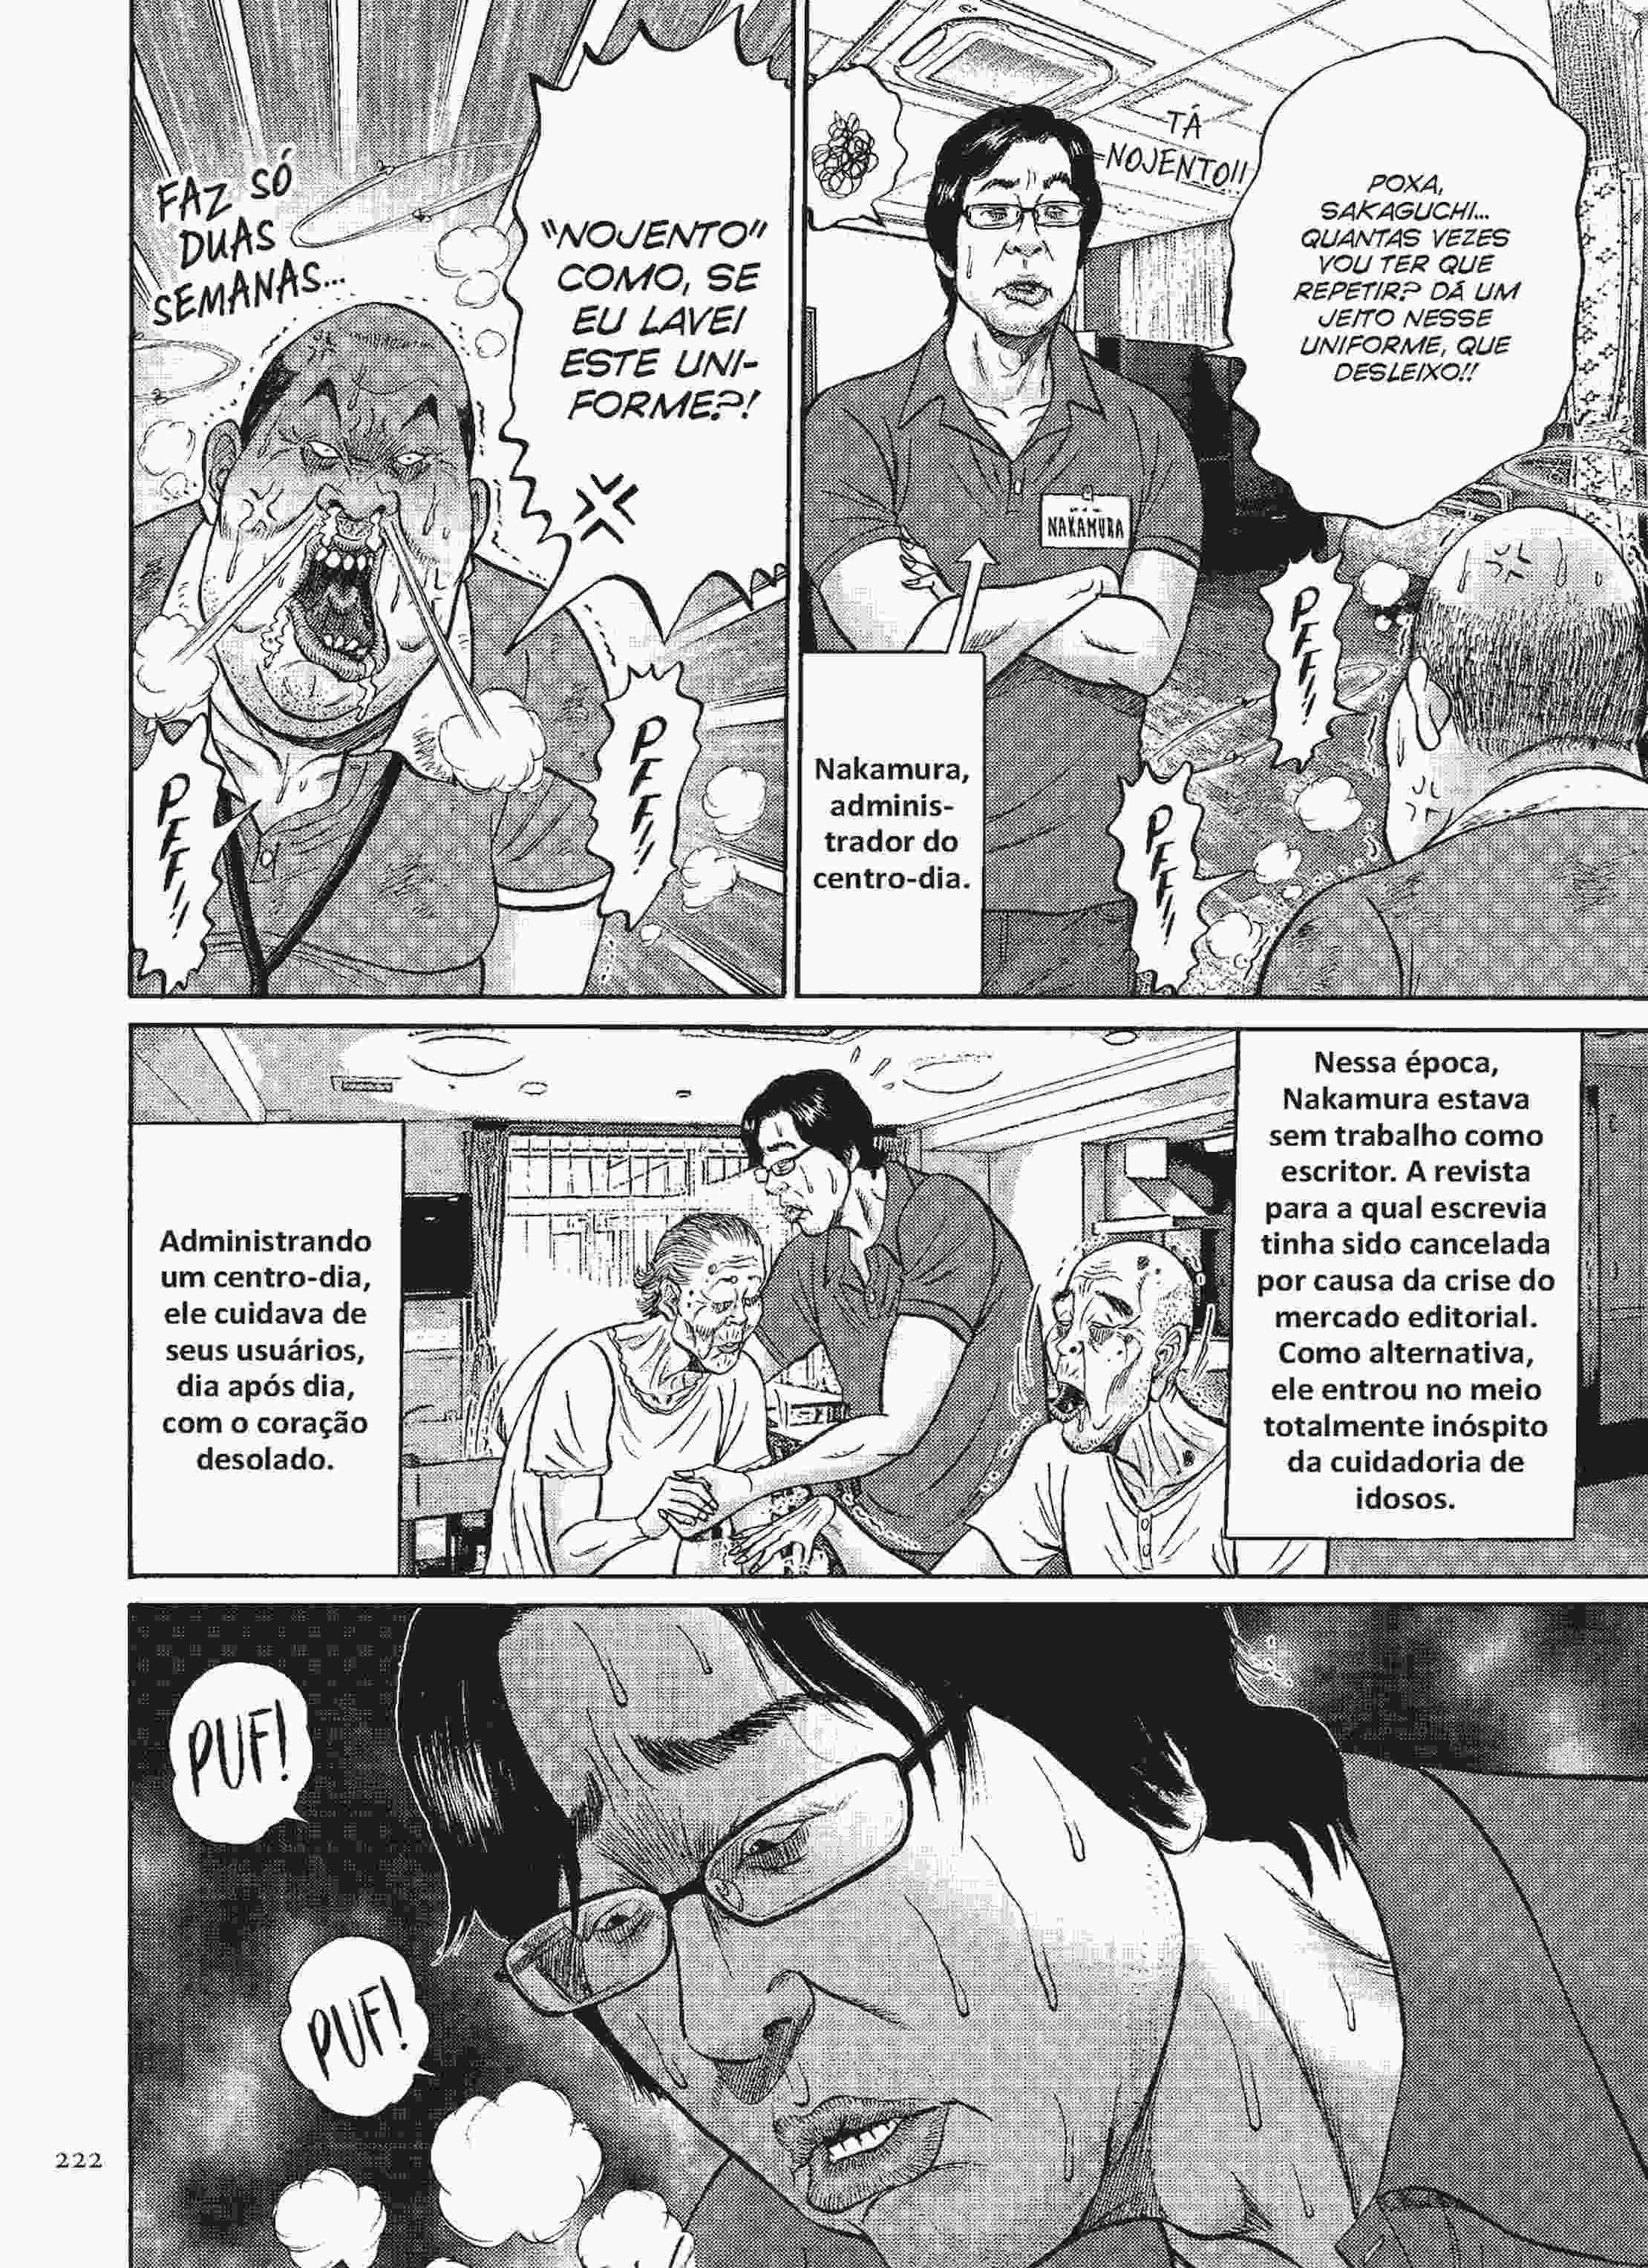 TÁ
NOJENTO!!
POXA,
SAKAGUCHI...
QUANTAS VEZES
VOU TER QUE
REPETIR? DÁ UM
JEITO NESSE
UNIFORME, QUE
DESLEIXO!!
NAKAMURA
PFF!!!
PFF!!!
Nakamura,
adminis-
trador do
centro-dia.
"NOJENTO"
COMO, SE
EU LAVEI
ESTE UNI-
FORME?!
FAZ SÓ
DUAS
SEMANAS...
PFF!!!
PFF!!!
Nessa época,
Nakamura estava
sem trabalho como
escritor. A revista
para a qual escrevia
tinha sido cancelada
por causa da crise do
mercado editorial.
Como alternativa,
ele entrou no meio
totalmente inóspito
da cuidadoria de
idosos.
Administrando
um centro-dia,
ele cuidava de
seus usuários,
dia após dia,
com o coração
desolado.
PUF!
PUF!
222